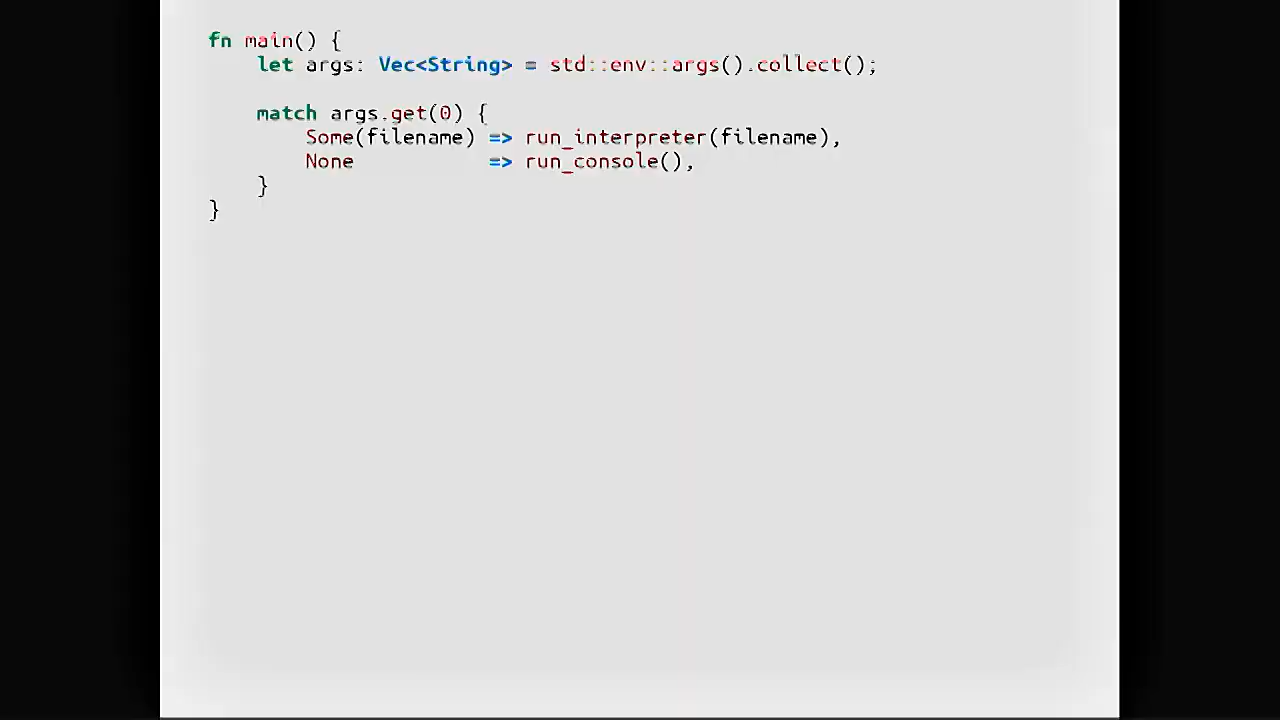 fn main() {
    let args: Vec<String> = std::env::args().collect();
    match args.get(0) {
        Some(filename) => run_interpreter(filename),
        None           => run_console(),
    }
}